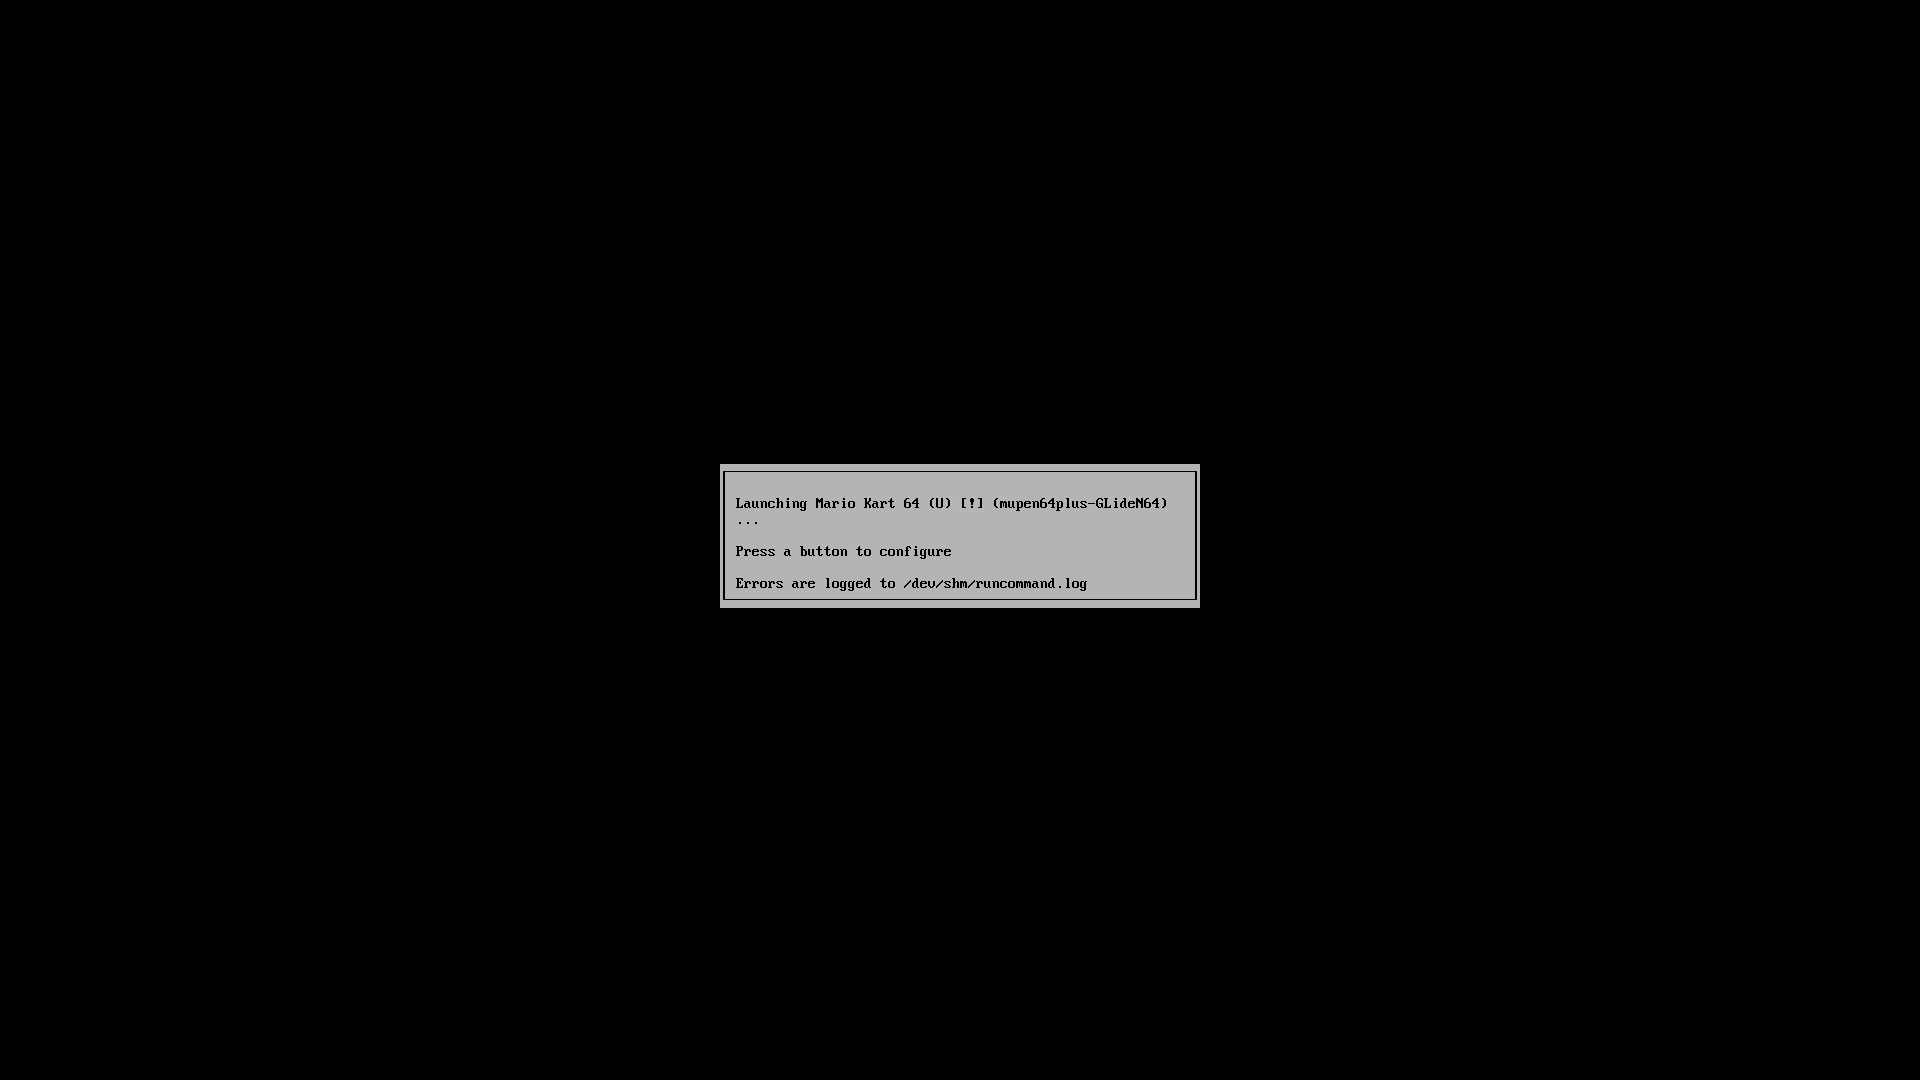 Launching Mario Kart 64 (U) [!] (mupen64plus-GLideN64)
...
Press a button to configure
Errors are logged to /dev/shm/runcommand.log